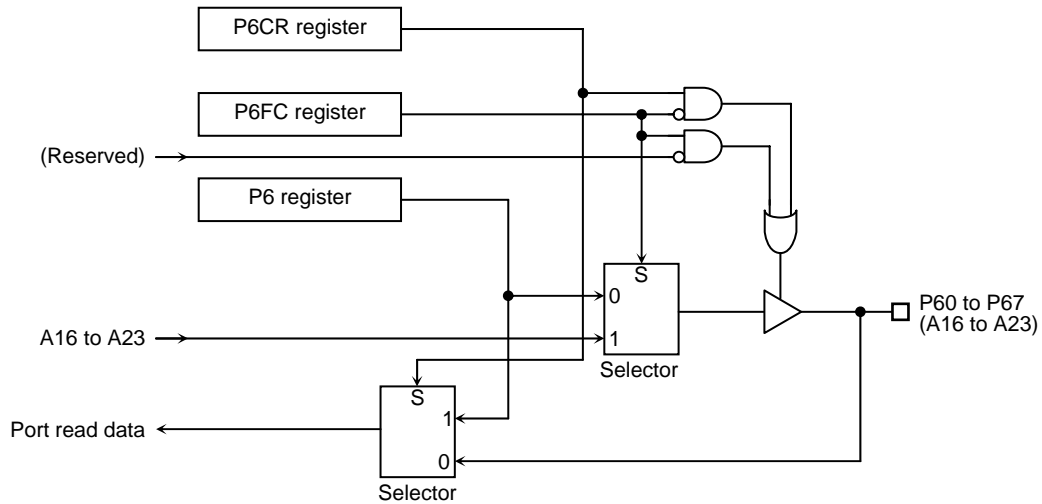 P6CR register
P6FC register
(Reserved)
P6 register
S
0
P60 to P67
(A16 to A23)
A16 to A23
1
Selector
S
1
Port read data
0
Selector